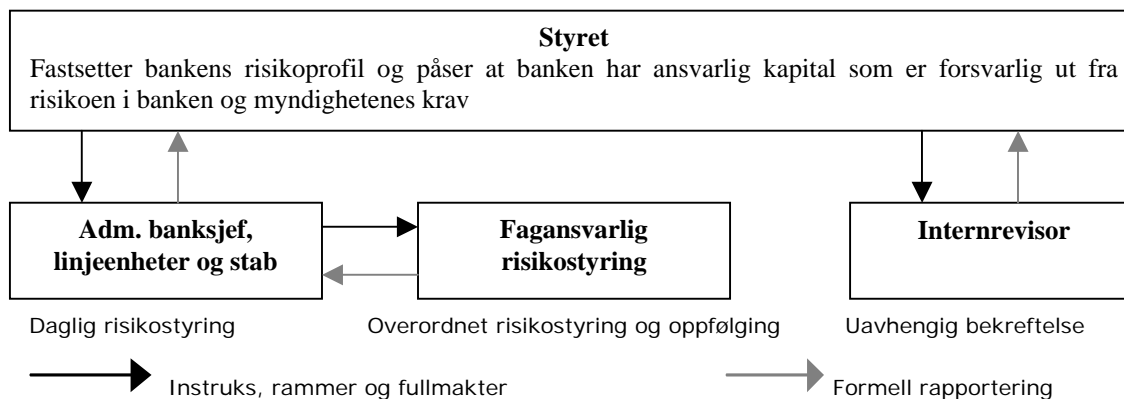 Styret
Fastsetter bankens risikoprofil og påser at banken har ansvarlig kapital som er forsvarlig ut fra
risikoen i banken og myndighetenes krav
Adm. banksjef,
linjeenheter og stab
Fagansvarlig
risikostyring
Internrevisor
Daglig risikostyring
Overordnet risikostyring og oppfølging
Uavhengig bekreftelse
Instruks, rammer og fullmakter
Formell rapportering